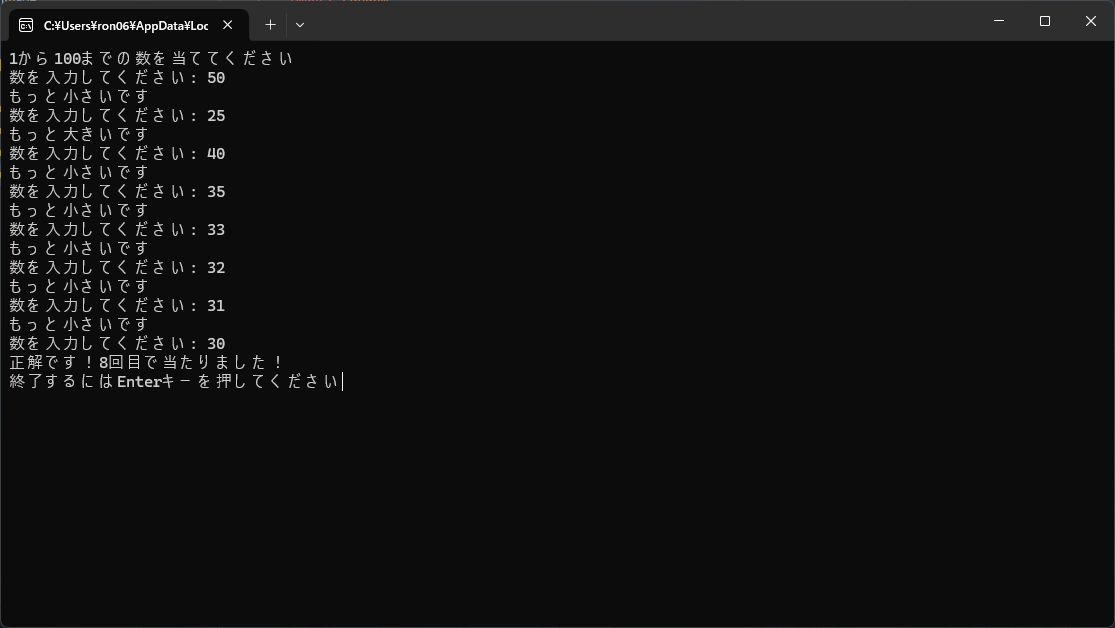 C:¥Users¥ron06¥AppData¥Loc
1から100までの数を当ててください
数を入力してください: 50
もっと小さいです
数を入力してください: 25
もっと大きいです
数を入力してください: 40
もっと小さいです
数を入力してください: 35
もっと小さいです
数を入力してください: 33
もっと小さいです
数を入力してください: 32
もっと小さいです
数を入力してください: 31
もっと小さいです
数を入力してください: 30
正解です！8回目で当たりました！
終了するにはEnterキーを押してください